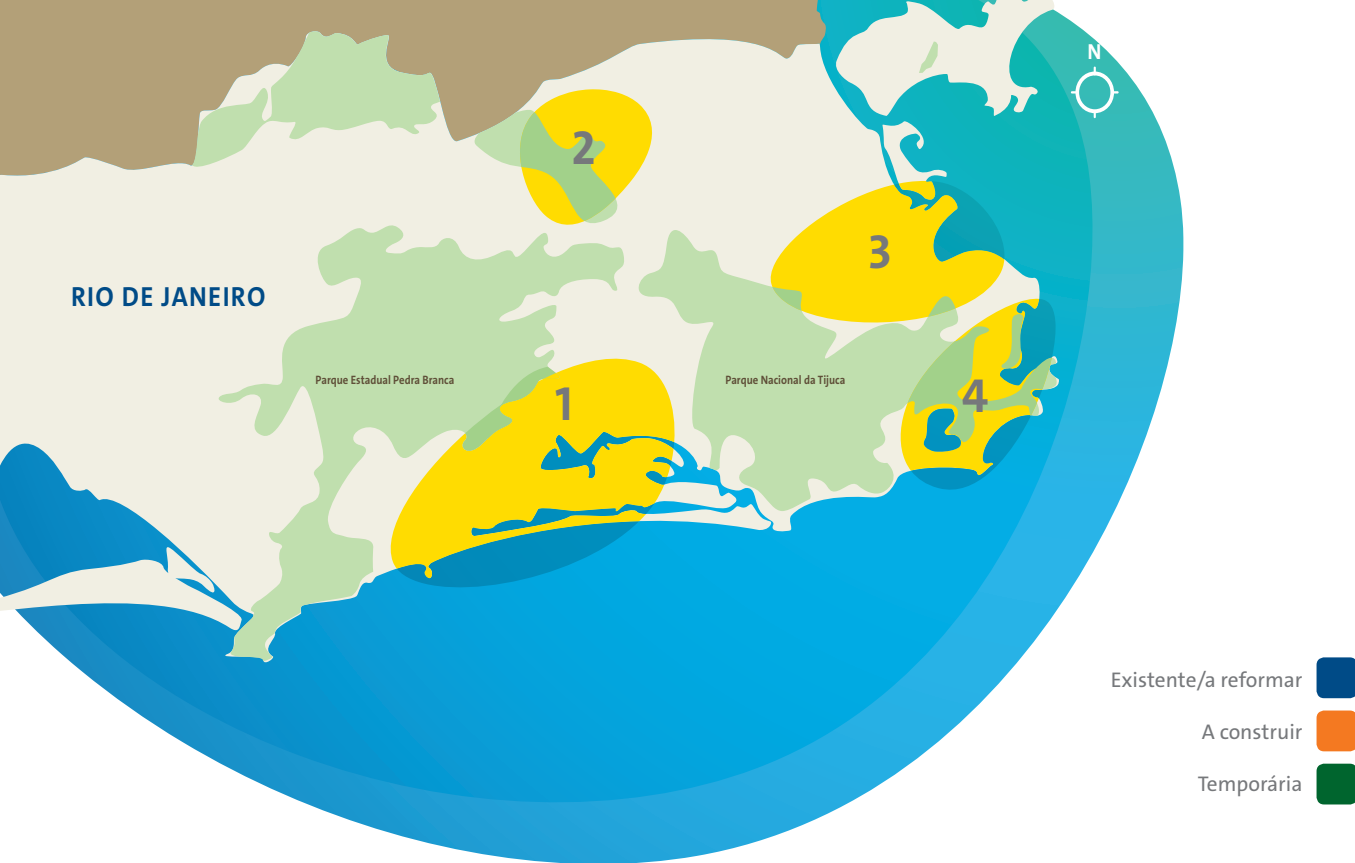 N
2
3
RIO DE JANEIRO
Parque Estadual Pedra Branca
Parque Nacional da Tijuca
1
4
Existente/a reformar
A construir
Temporária